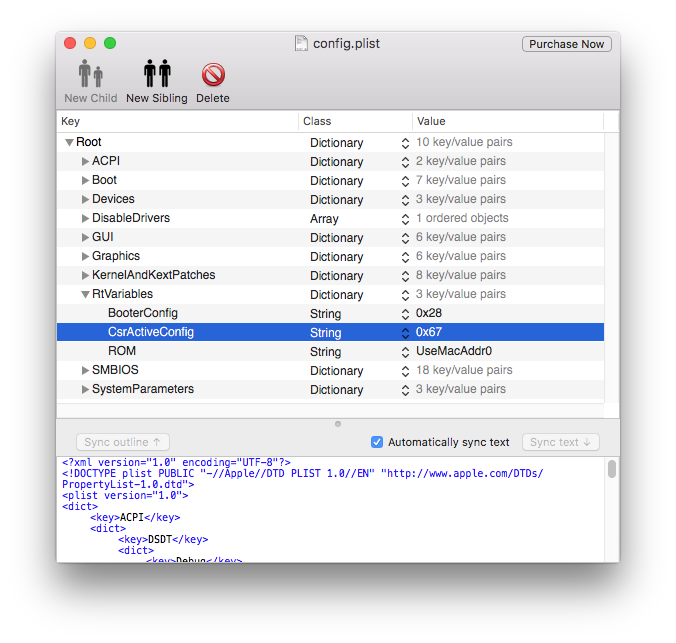 config.plist
Purchase Now
New Child New Sibling Delete
Key Class Value
Root Dictionary 10 key/value pairs
ACPI Dictionary 2 key/value pairs
Boot Dictionary 7 key/value pairs
Devices Dictionary 3 key/value pairs
DisableDrivers Array 1 ordered objects
GUI Dictionary 6 key/value pairs
Graphics Dictionary 6 key/value pairs
KernelAndKextPatches Dictionary 8 key/value pairs
RtVariables Dictionary 3 key/value pairs
BooterConfig String 0x28
CsrActiveConfig String 0x67
ROM String UseMacAddr0
SMBIOS Dictionary 18 key/value pairs
SystemParameters Dictionary 3 key/value pairs
Sync outline ↑ Automatically sync text Sync text ↓
<?xml version="1.0" encoding="UTF-8"?>
<!DOCTYPE plist PUBLIC "-//Apple//DTD PLIST 1.0//EN" "http://www.apple.com/DTDs/
PropertyList-1.0.dtd">
<plist version="1.0">
<dict>
<key>ACPI</key>
<dict>
<key>DSDT</key>
<dict>
<key>Debug</key>